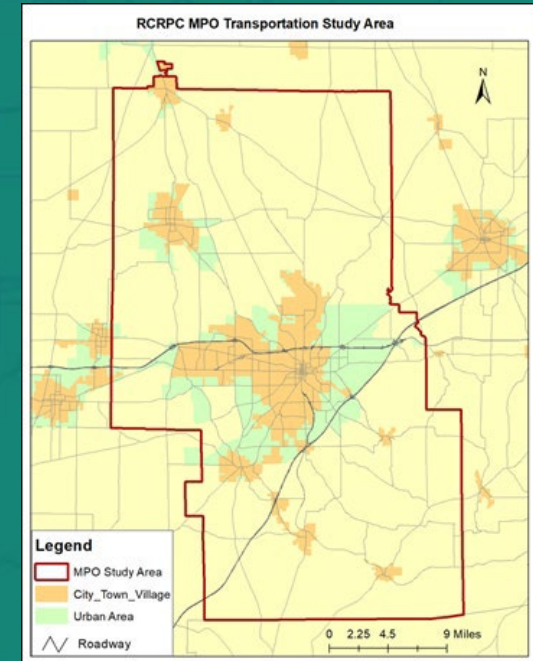 RCRPC MPO Transportation Study Area
N
Legend
MPO Study Area
City_Town_Village
Urban Area
Roadway
0 2.25 4.5 9 Miles